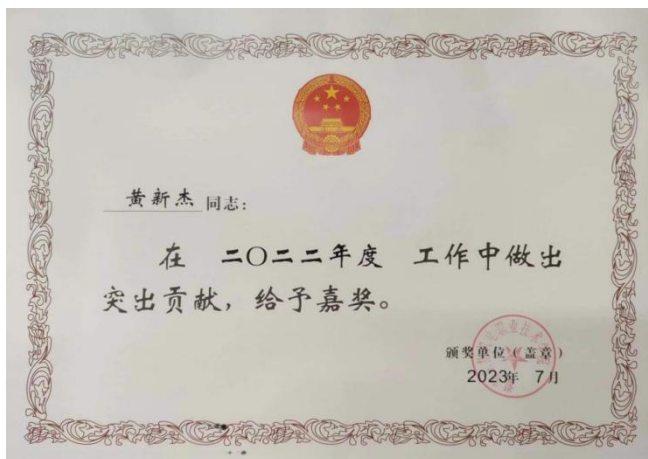 黄新杰 同志:
在 二〇二二年度 工作中做出
突出贡献，给予嘉奖。
颁奖单位(盖章)
2023年 7月